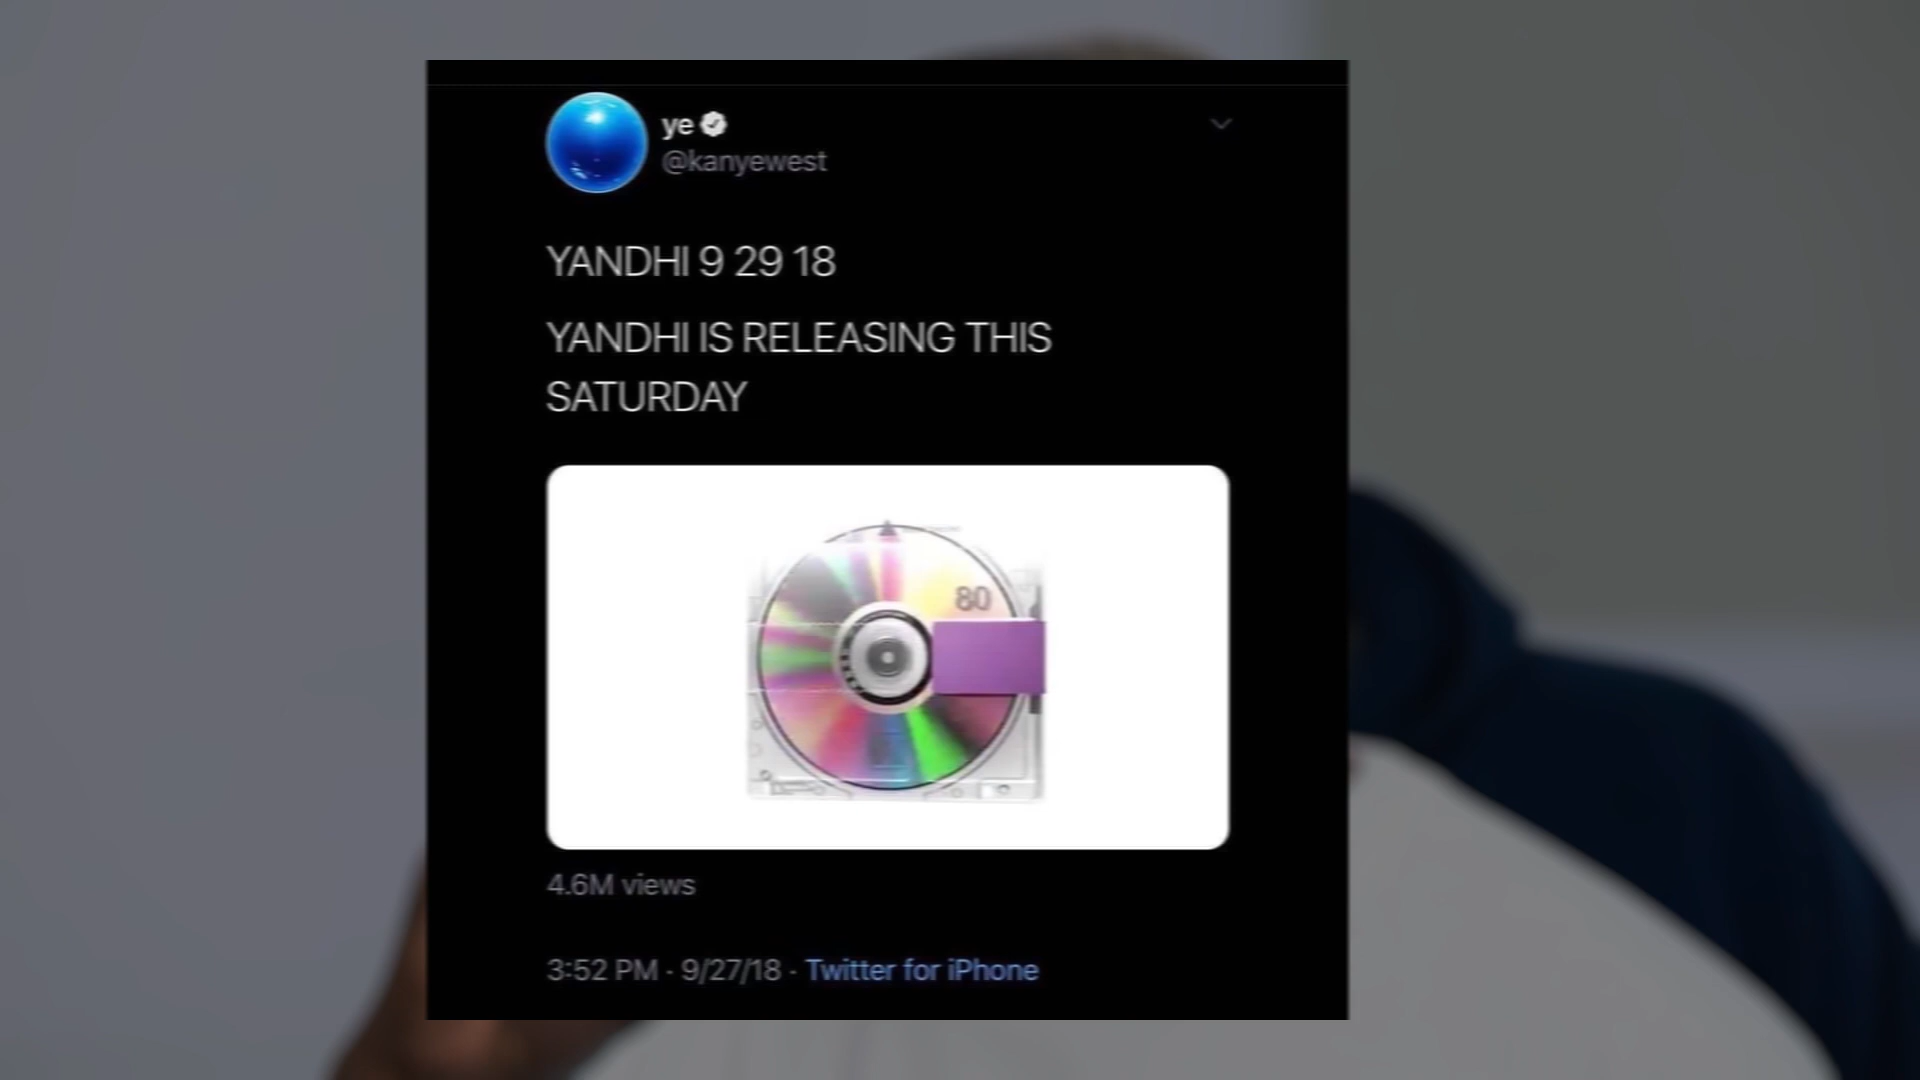 ye
@kanyewest
YANDHI 9 29 18
YANDHI IS RELEASING THIS
SATURDAY
80
4.6M views
3:52 PM · 9/27/18 · Twitter for iPhone